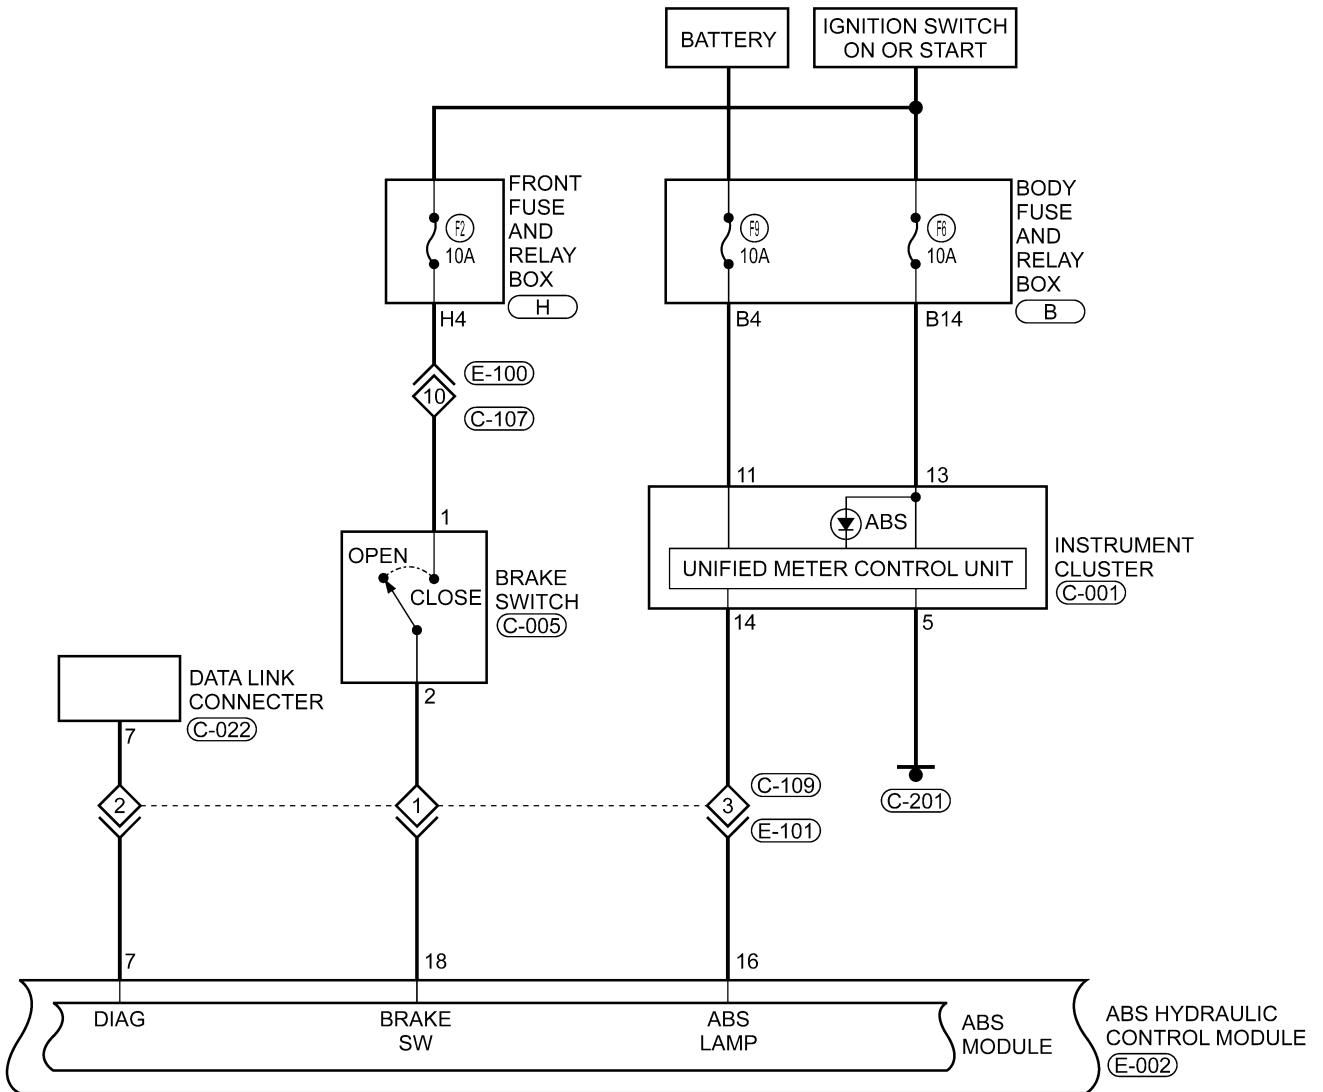 BATTERY
IGNITION SWITCH
ON OR START
FRONT
FUSE
AND
RELAY
BOX
H
F2
10A
H4
F9
10A
B4
F6
10A
B14
BODY
FUSE
AND
RELAY
BOX
B
E-100
10
C-107
1
OPEN
CLOSE
BRAKE
SWITCH
C-005
2
11
13
ABS
UNIFIED METER CONTROL UNIT
INSTRUMENT
CLUSTER
C-001
14
5
DATA LINK
CONNECTER
C-022
7
2
1
3
C-109
E-101
C-201
7
18
16
DIAG
BRAKE
SW
ABS
LAMP
ABS
MODULE
ABS HYDRAULIC
CONTROL MODULE
E-002